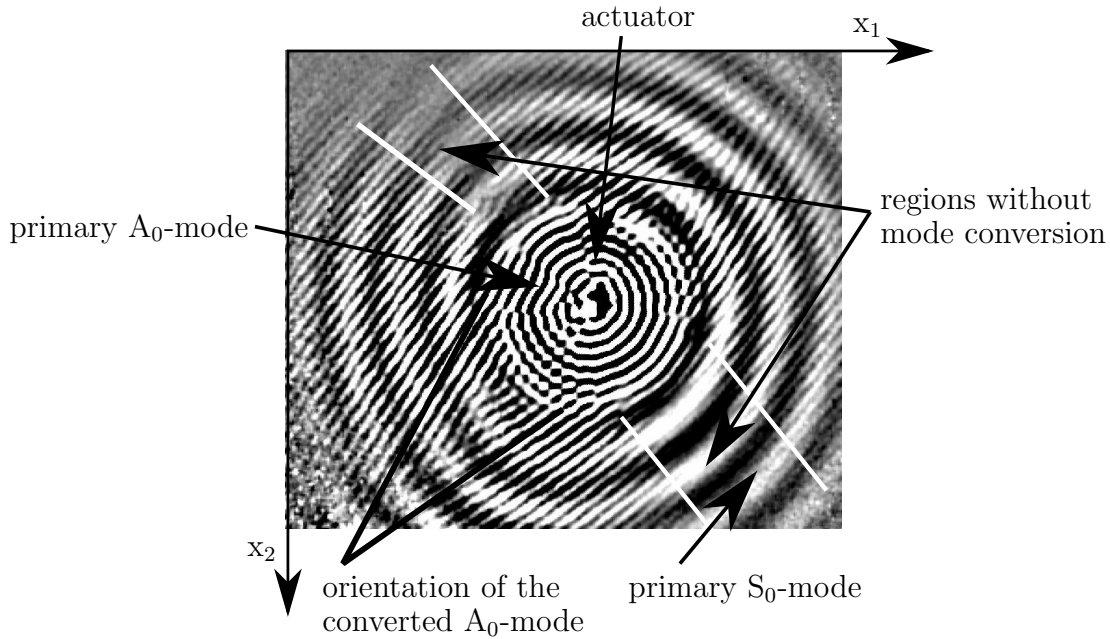 actuator
x₁
primary A₀-mode
regions without
mode conversion
x₂
orientation of the
converted A₀-mode
primary S₀-mode